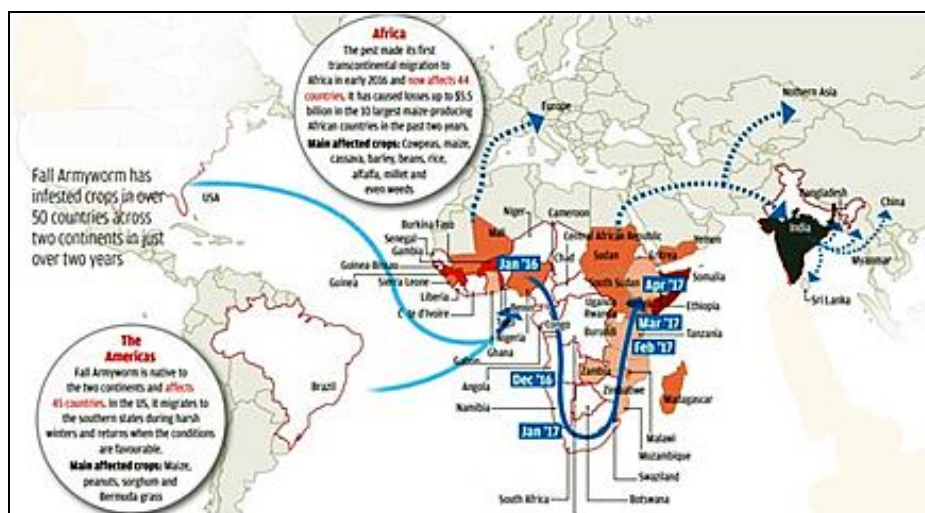 Africa
The pest made its first
transcontinental migration to
Africa in early 2016 and now affects 44
countries. It has caused losses up to $5.5
billion in the 10 largest maize producing
African countries in the past two years.
Main affected crops: Cowpeas, maize,
cassava, barley, beans, rice,
alfalfa, millet and
even weeds
Fall Armyworm has
infested crops in over
50 countries across
two continents in just
over two years
The
Americas
Fall Armyworm is native to
the two continents and affects
45 countries. In the US, it migrates to
the southern states during harsh
winters and returns when the conditions
are favourable.
Main affected crops: Maize,
peanuts, sorghum and
Bermuda grass
USA
Brazil
Europe
Nothern Asia
Burkina Faso
Senegal
Gambia
Guinea-Bissau
Guinea
Sierra Leone
Liberia
Mali
Niger
Cameroon
Chad
Central African Republic
Sudan
Eritrea
Yemen
South Sudan
Somalia
Ethiopia
Uganda
Rwanda
Burundi
Tanzania
Benin
Nigeria
Ghana
Gabon
Congo
Angola
Namibia
Zambia
Zimbabwe
Madagascar
Malawi
Mozambique
Swaziland
Botswana
South Africa
Jan '16
Dec '16
Jan '17
Feb '17
Mar '17
Apr '17
India
Bangladesh
China
Myanmar
Sri Lanka